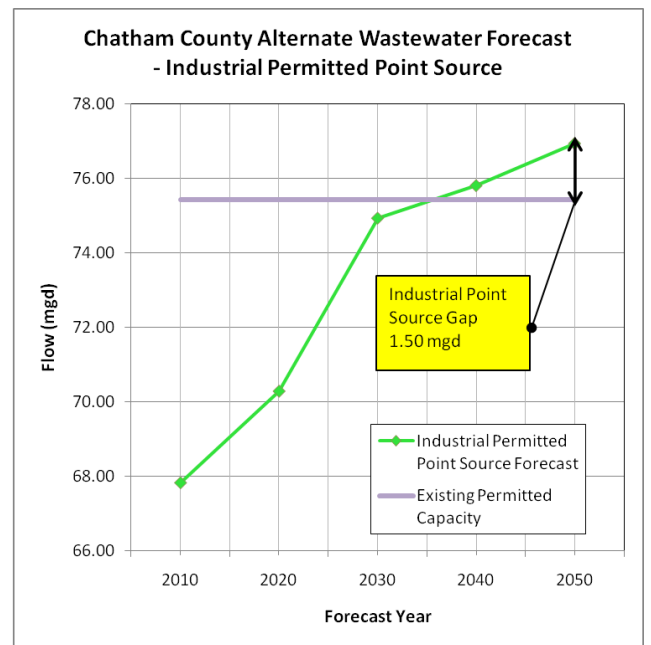 Chatham County Alternate Wastewater Forecast
- Industrial Permitted Point Source
78.00
76.00
74.00
72.00
70.00
68.00
66.00
Flow (mgd)
Industrial Point
Source Gap
1.50 mgd
Industrial Permitted
Point Source Forecast
Existing Permitted
Capacity
2010 2020 2030 2040 2050
Forecast Year